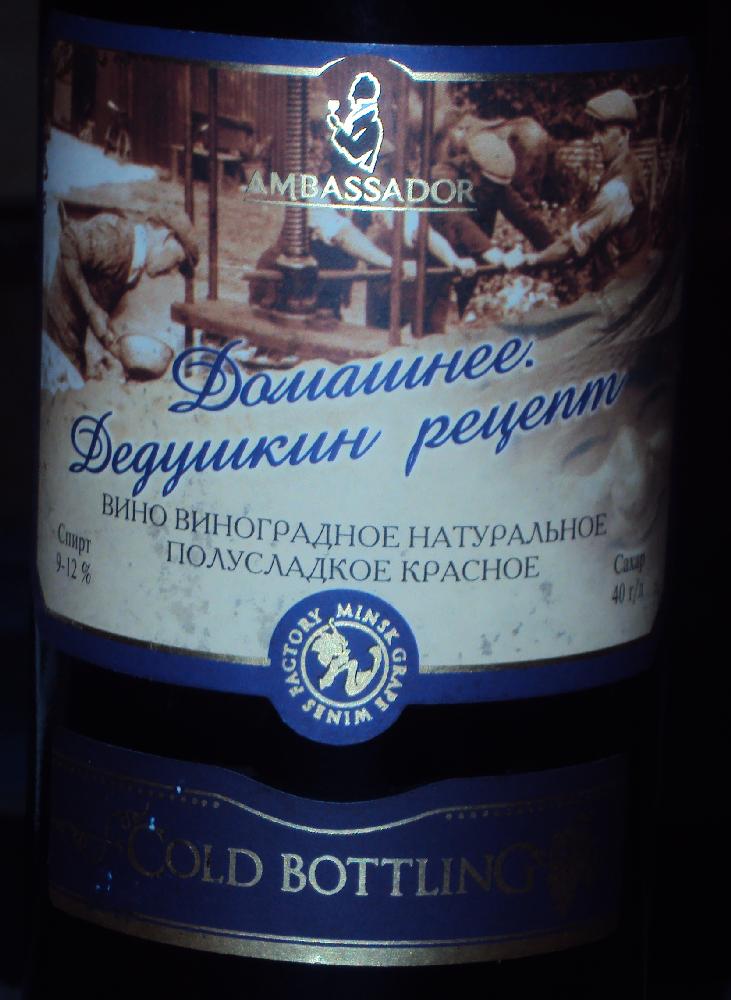 AMBASSADOR
Домашнее.
Дедушкин рецепт
ВИНО ВИНОГРАДНОЕ НАТУРАЛЬНОЕ
ПОЛУСЛАДКОЕ КРАСНОЕ
Спирт
9-12 %
Сахар
40 г/л
MINSK GRAPE WINES FACTORY
COLD BOTTLING